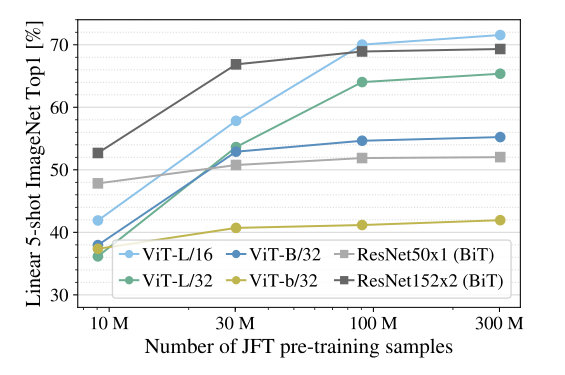 Linear 5-shot ImageNet Top1 [%]
70
60
50
40
30
ViT-L/16 ViT-B/32 ResNet50x1 (BiT)
ViT-L/32 ViT-b/32 ResNet152x2 (BiT)
10 M 30 M 100 M 300 M
Number of JFT pre-training samples